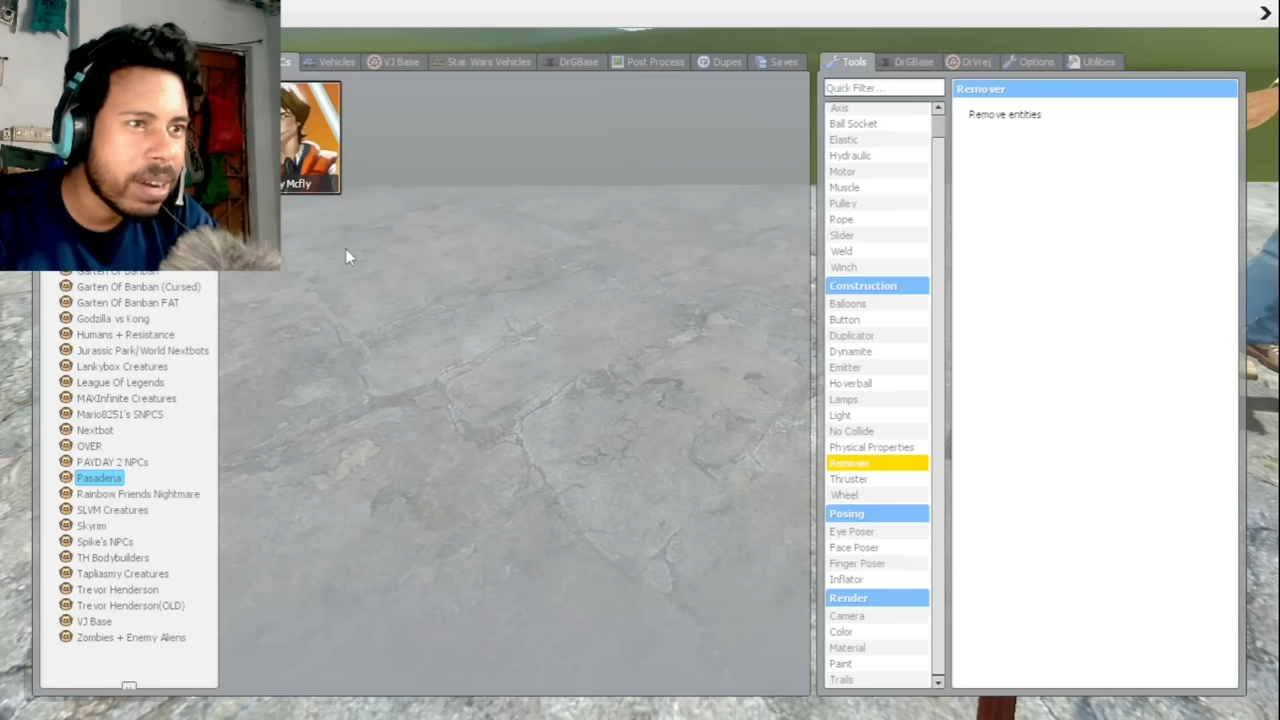 Vehicles
VJ Base
Star Wars Vehicles
DrGBase
Post Process
Dupes
Saves
Tools
DrGBase
DrVrej
Options
Utilities
y Mcfly
Garten Of Banban
Garten Of Banban (Cursed)
Garten Of Banban FAT
Godzilla vs Kong
Humans + Resistance
Jurassic Park/World Nextbots
Lankybox Creatures
League Of Legends
MAXInfinite Creatures
Mario8251's SNPCS
Nextbot
OVER
PAYDAY 2 NPCs
Pasadena
Rainbow Friends Nightmare
SLVM Creatures
Skyrim
Spike's NPCs
TH Bodybuilders
Tapliasmy Creatures
Trevor Henderson
Trevor Henderson(OLD)
VJ Base
Zombies + Enemy Aliens
Quick Filter...
Axis
Ball Socket
Elastic
Hydraulic
Motor
Muscle
Pulley
Rope
Slider
Weld
Winch
Construction
Balloons
Button
Duplicator
Dynamite
Emitter
Hoverball
Lamps
Light
No Collide
Physical Properties
Remover
Thruster
Wheel
Posing
Eye Poser
Face Poser
Finger Poser
Inflator
Render
Camera
Color
Material
Paint
Trails
Remover
Remove entities